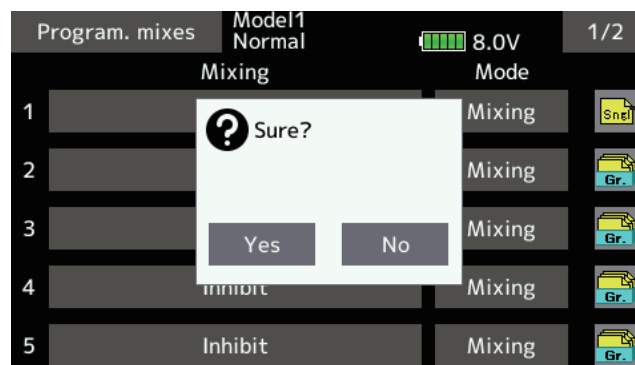 Program. mixes
Model1
Normal
8.0V
1/2
Mixing
Mode
1
Mixing
Sngl
Sure?
2
Mixing
Gr.
3
Mixing
Gr.
Yes
No
4
Inhibit
Mixing
Gr.
5
Inhibit
Mixing
Gr.